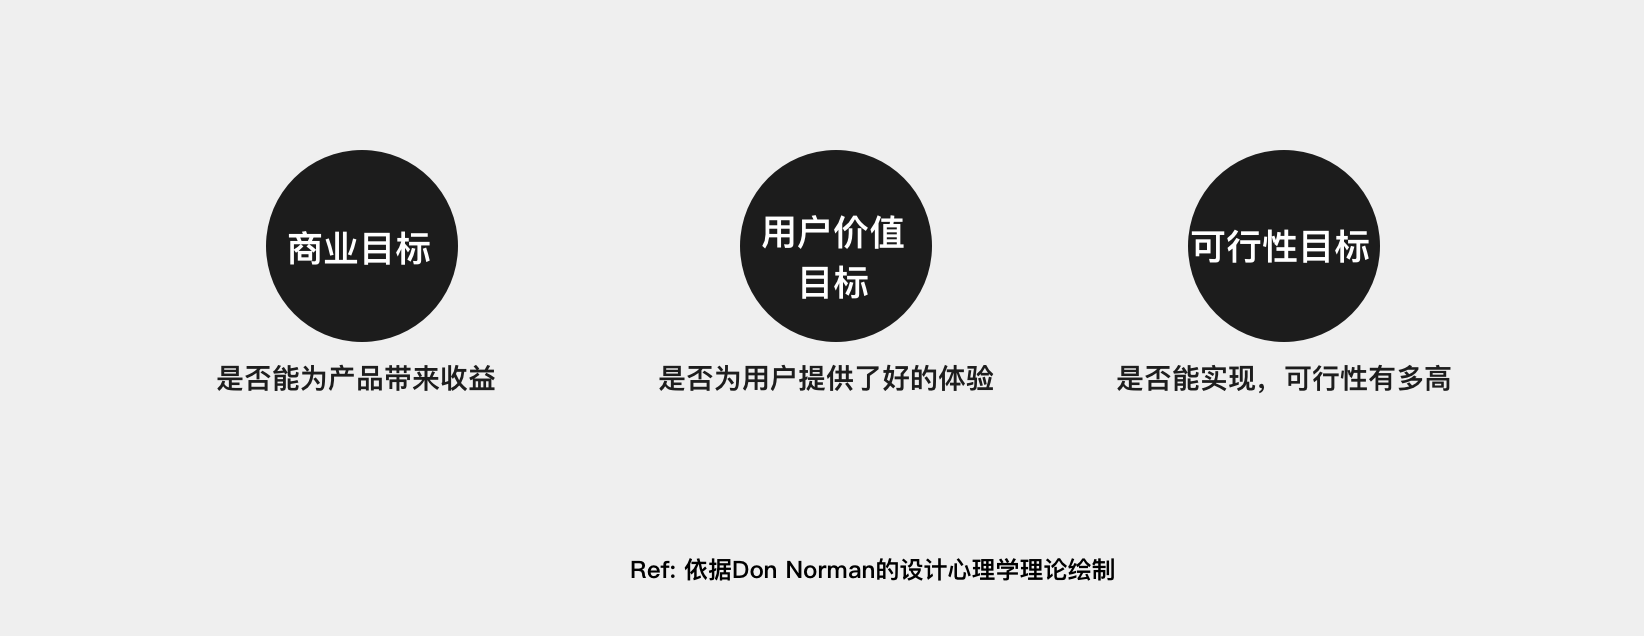 商业目标
用户价值
目标
可行性目标
是否能为产品带来收益
是否为用户提供了好的体验
是否能实现，可行性有多高
Ref: 依据Don Norman的设计心理学理论绘制